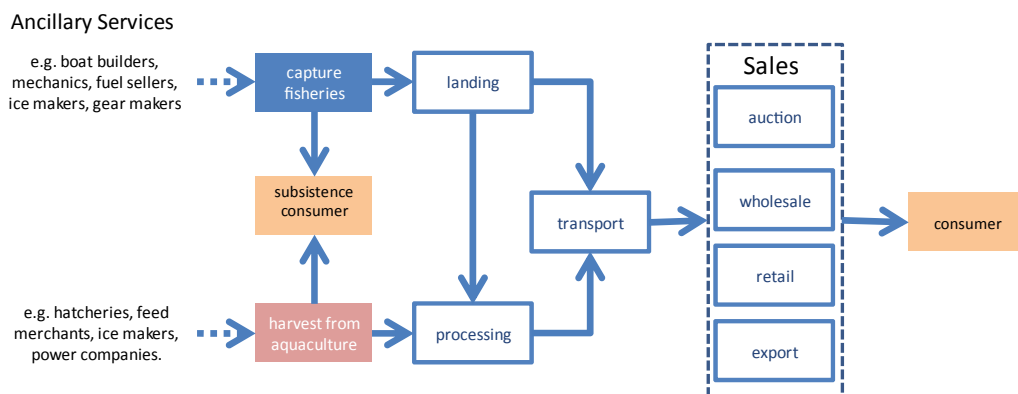 Ancillary Services
e.g. boat builders,
mechanics, fuel sellers,
ice makers, gear makers
capture
fisheries
landing
subsistence
consumer
e.g. hatcheries, feed
merchants, ice makers,
power companies.
harvest from
aquaculture
processing
transport
Sales
auction
wholesale
retail
export
consumer